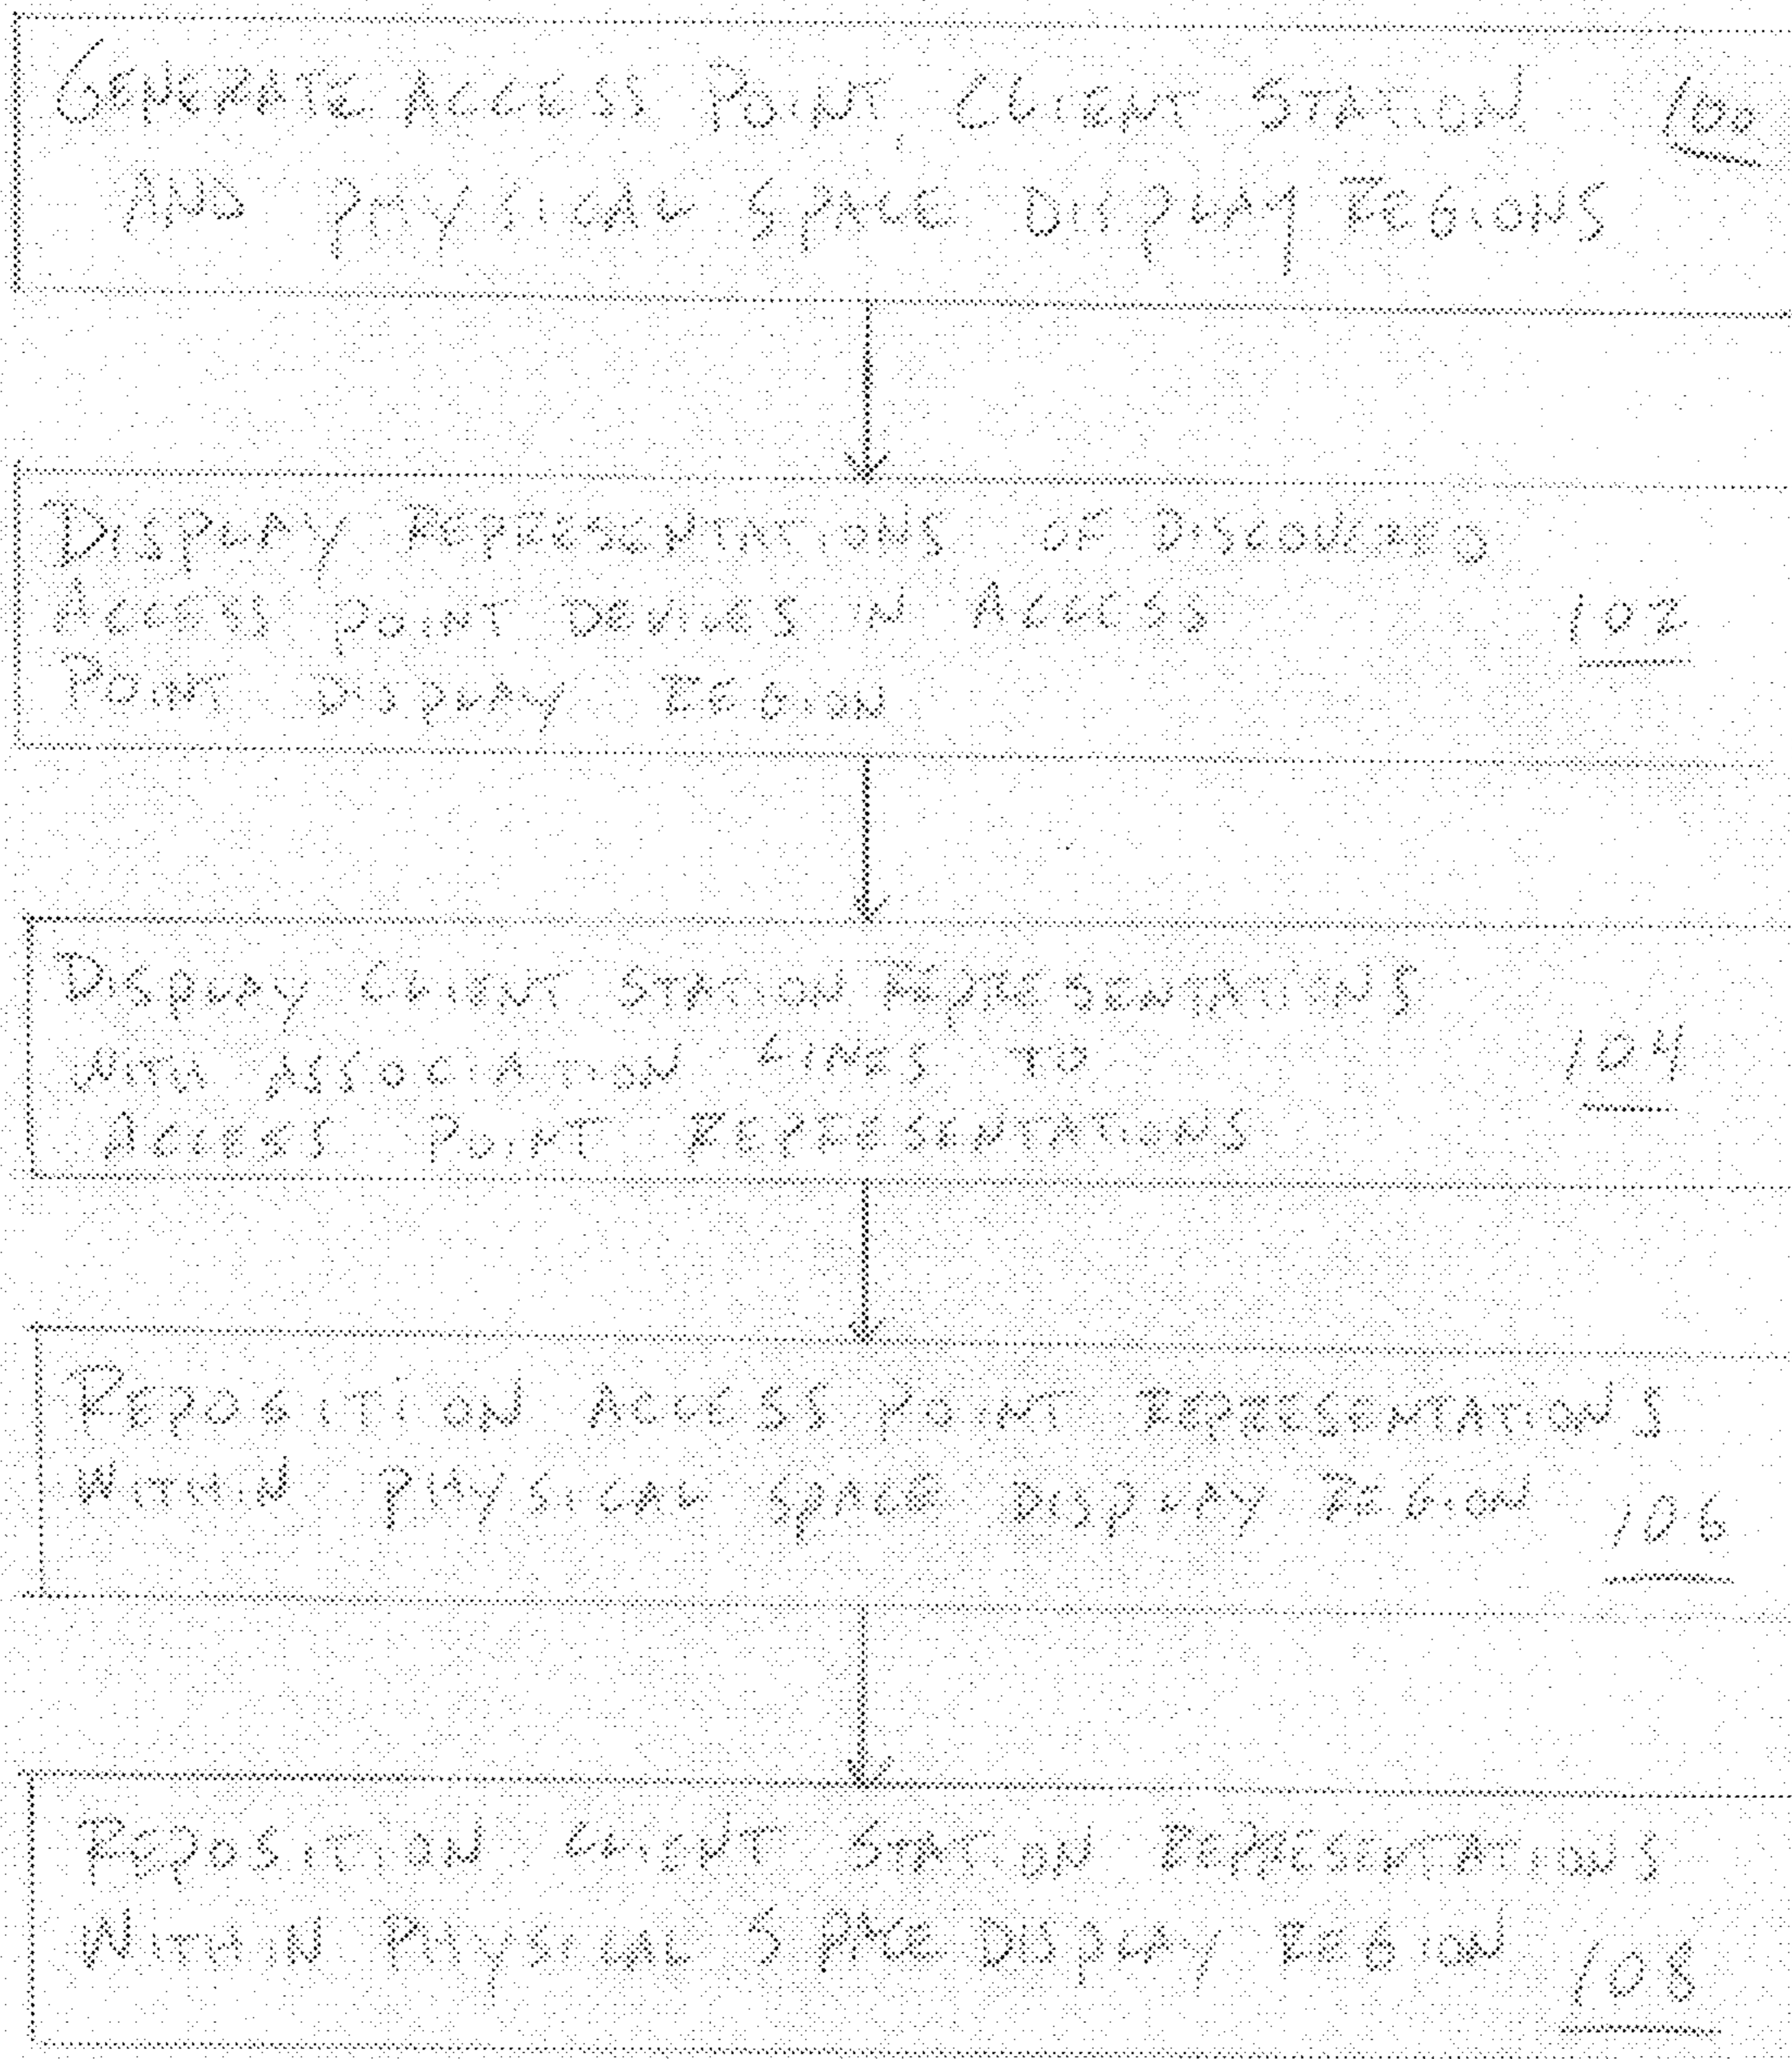 GENERATE ACCESS POINT, CLIENT STATION 100
AND PHYSICAL SPACE DISPLAY REGIONS
DISPLAY REPRESENTATIONS OF DISCOVERED
ACCESS POINT DEVICES IN ACCESS 102
POINT DISPLAY REGION
DISPLAY CLIENT STATION REPRESENTATIONS
WITH ASSOCIATION LINES TO 104
ACCESS POINT REPRESENTATIONS
REPOSITION ACCESS POINT REPRESENTATIONS
WITHIN PHYSICAL SPACE DISPLAY REGION 106
REPOSITION CLIENT STATION REPRESENTATIONS
WITHIN PHYSICAL SPACE DISPLAY REGION 108